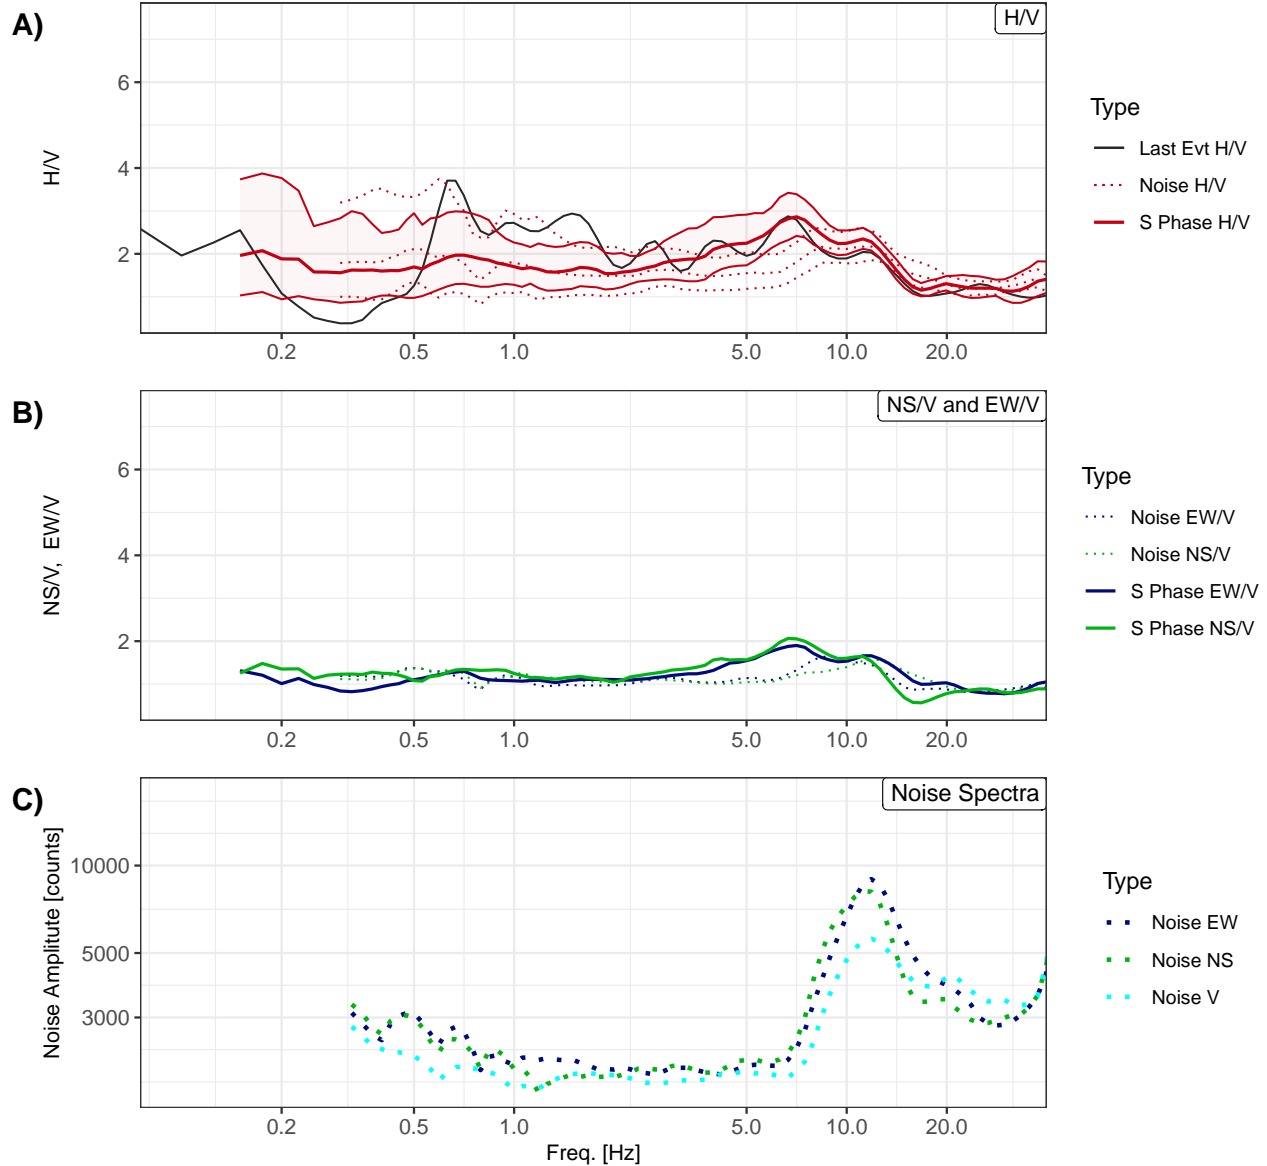 A)
H/V
6
4
2
H/V
0.2 0.5 1.0 5.0 10.0 20.0
Type
Last Evt H/V
Noise H/V
S Phase H/V
B)
NS/V and EW/V
6
4
2
NS/V, EW/V
0.2 0.5 1.0 5.0 10.0 20.0
Type
Noise EW/V
Noise NS/V
S Phase EW/V
S Phase NS/V
C)
Noise Spectra
10000
5000
3000
Noise Amplitute [counts]
0.2 0.5 1.0 5.0 10.0 20.0
Freq. [Hz]
Type
Noise EW
Noise NS
Noise V